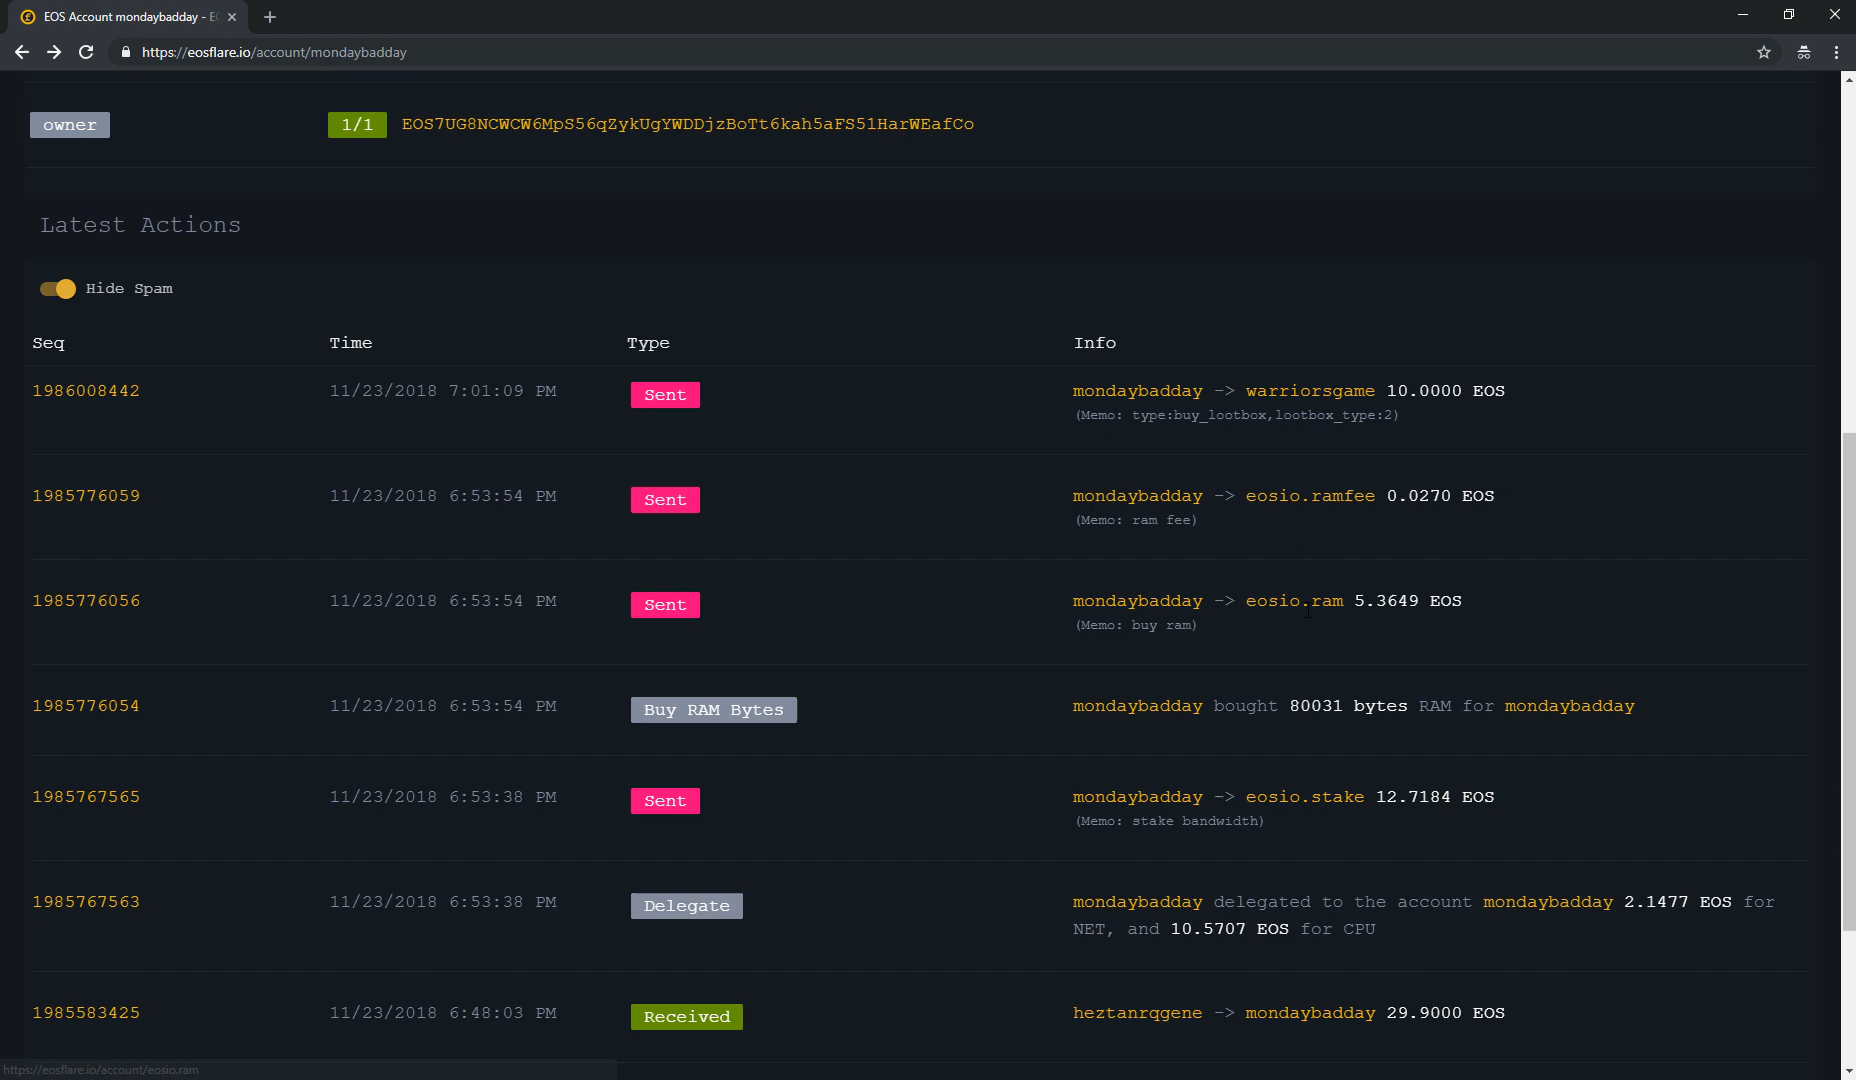 EOS Account mondaybadday - E
https://eosflare.io/account/mondaybadday
owner
1/1 EOS7UG8NCWCW6MpS56qZykUgYWDDjzBoTt6kah5aFS51HarWEafCo
Latest Actions
Hide Spam
Seq Time Type Info
1986008442 11/23/2018 7:01:09 PM Sent mondaybadday -> warriorsgame 10.0000 EOS
(Memo: type:buy_lootbox,lootbox_type:2)
1985776059 11/23/2018 6:53:54 PM Sent mondaybadday -> eosio.ramfee 0.0270 EOS
(Memo: ram fee)
1985776056 11/23/2018 6:53:54 PM Sent mondaybadday -> eosio.ram 5.3649 EOS
(Memo: buy ram)
1985776054 11/23/2018 6:53:54 PM Buy RAM Bytes mondaybadday bought 80031 bytes RAM for mondaybadday
1985767565 11/23/2018 6:53:38 PM Sent mondaybadday -> eosio.stake 12.7184 EOS
(Memo: stake bandwidth)
1985767563 11/23/2018 6:53:38 PM Delegate mondaybadday delegated to the account mondaybadday 2.1477 EOS for
NET, and 10.5707 EOS for CPU
1985583425 11/23/2018 6:48:03 PM Received heztanrqgene -> mondaybadday 29.9000 EOS
https://eosflare.io/account/eosio.ram